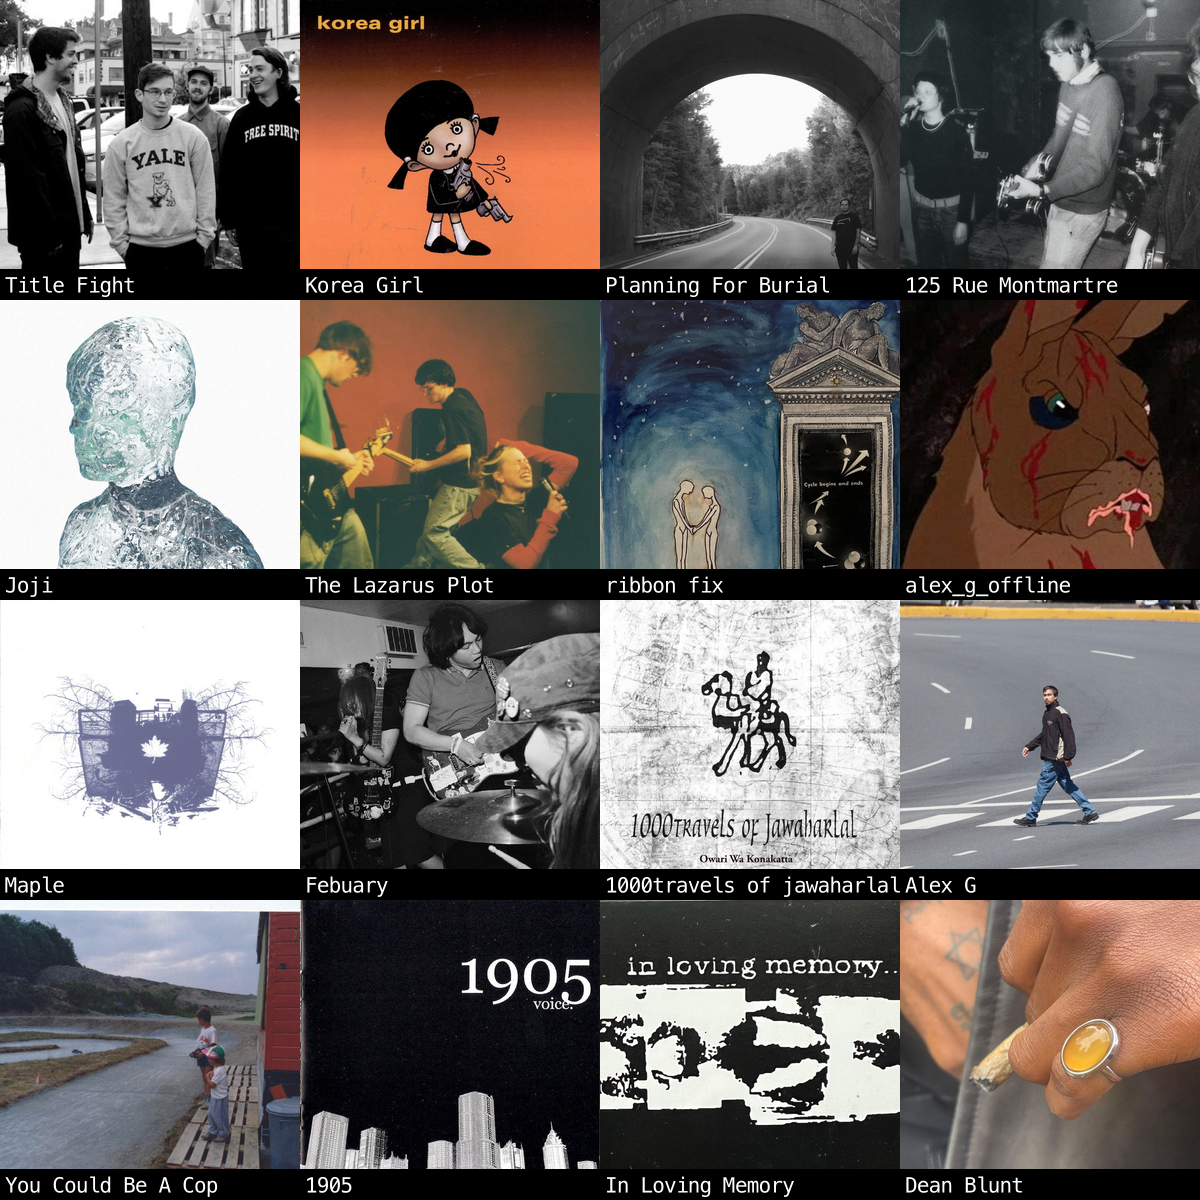 YALE
FREE SPIRIT
Title Fight
korea girl
Korea Girl
Planning For Burial
125 Rue Montmartre
Joji
The Lazarus Plot
Cycle begins and ends
ribbon fix
alex_g_offline
Maple
Febuary
1000travels of Jawaharlal
Owari Wa Konakatta
1000travels of jawaharlal
Alex G
You Could Be A Cop
1905
voice.
1905
in loving memory..
In Loving Memory
Dean Blunt